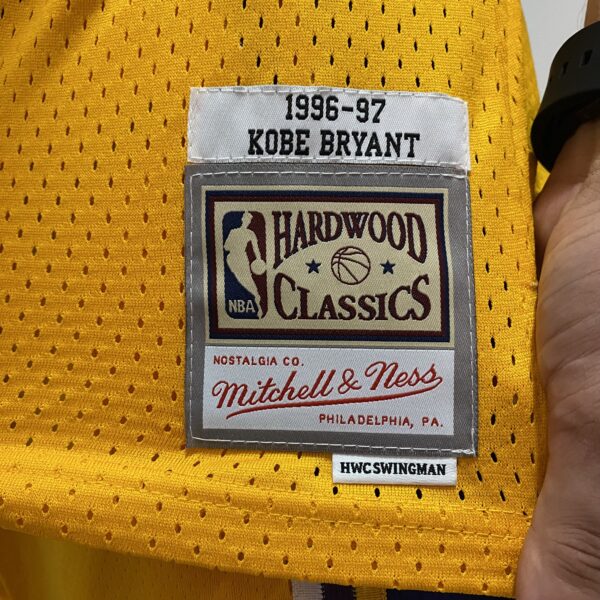 1996-97
KOBE BRYANT
HARDWOOD
CLASSICS
NBA
NOSTALGIA CO.
Mitchell & Ness
PHILADELPHIA, PA.
HWC SWINGMAN